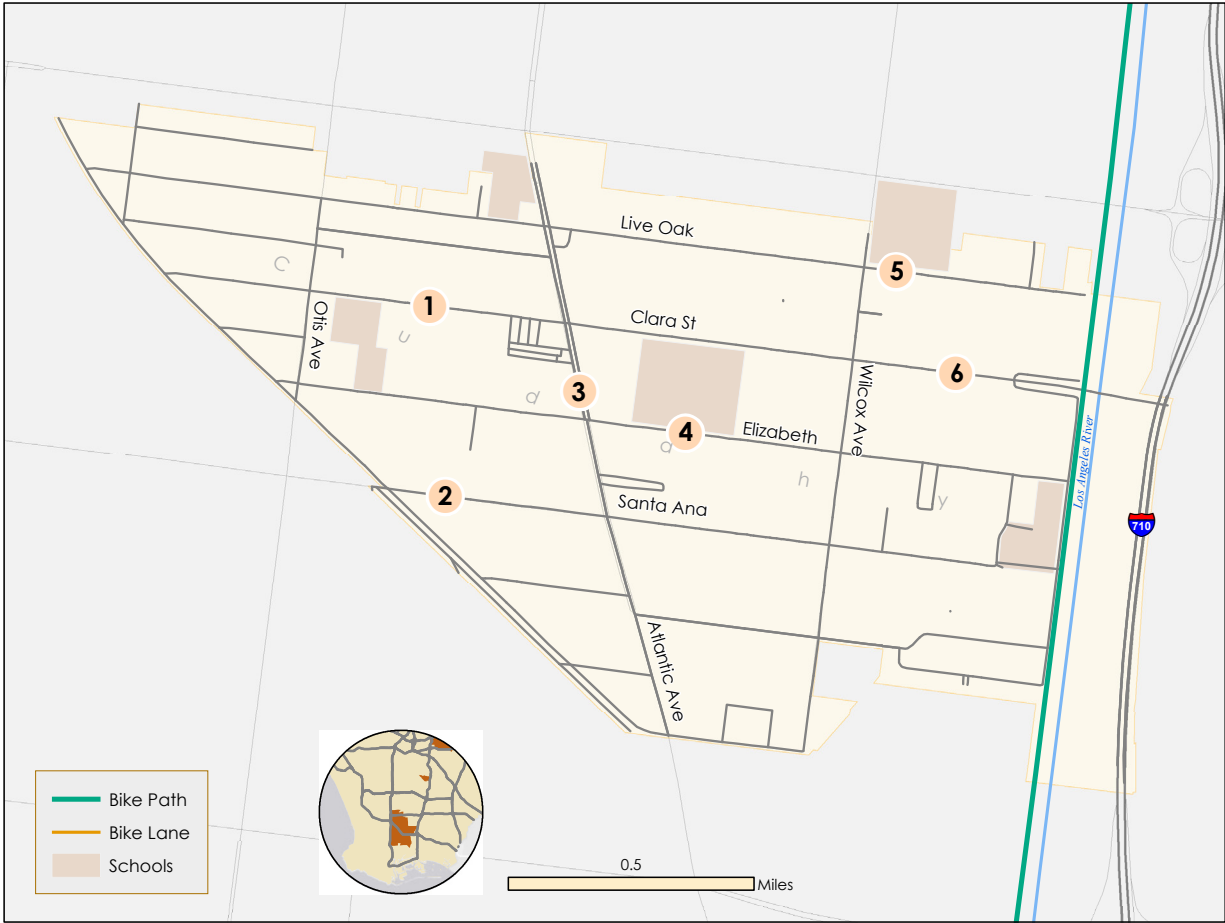 Live Oak
5
C
1
Otis Ave
u
Clara St
Wilcox Ave
6
3
d
4
Elizabeth
a
h
y
Los Angeles River
2
Santa Ana
710
Atlantic Ave
Bike Path
Bike Lane
Schools
0.5
Miles